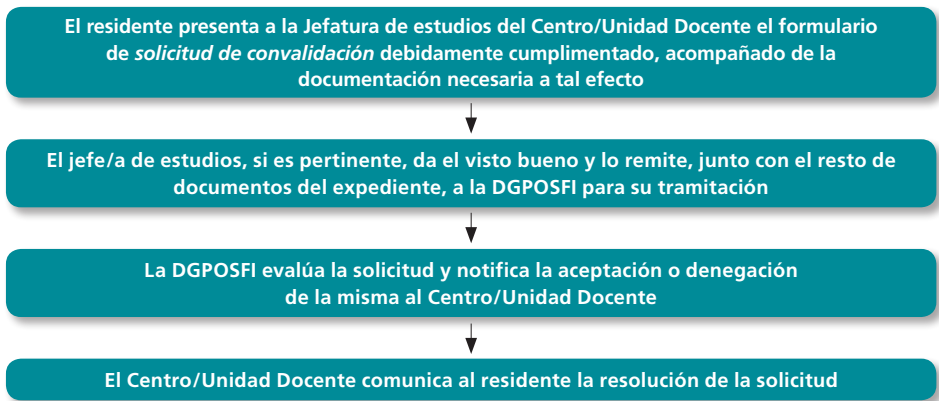 El residente presenta a la Jefatura de estudios del Centro/Unidad Docente el formulario
de solicitud de convalidación debidamente cumplimentado, acompañado de la
documentación necesaria a tal efecto
El jefe/a de estudios, si es pertinente, da el visto bueno y lo remite, junto con el resto de
documentos del expediente, a la DGPOSFI para su tramitación
La DGPOSFI evalúa la solicitud y notifica la aceptación o denegación
de la misma al Centro/Unidad Docente
El Centro/Unidad Docente comunica al residente la resolución de la solicitud